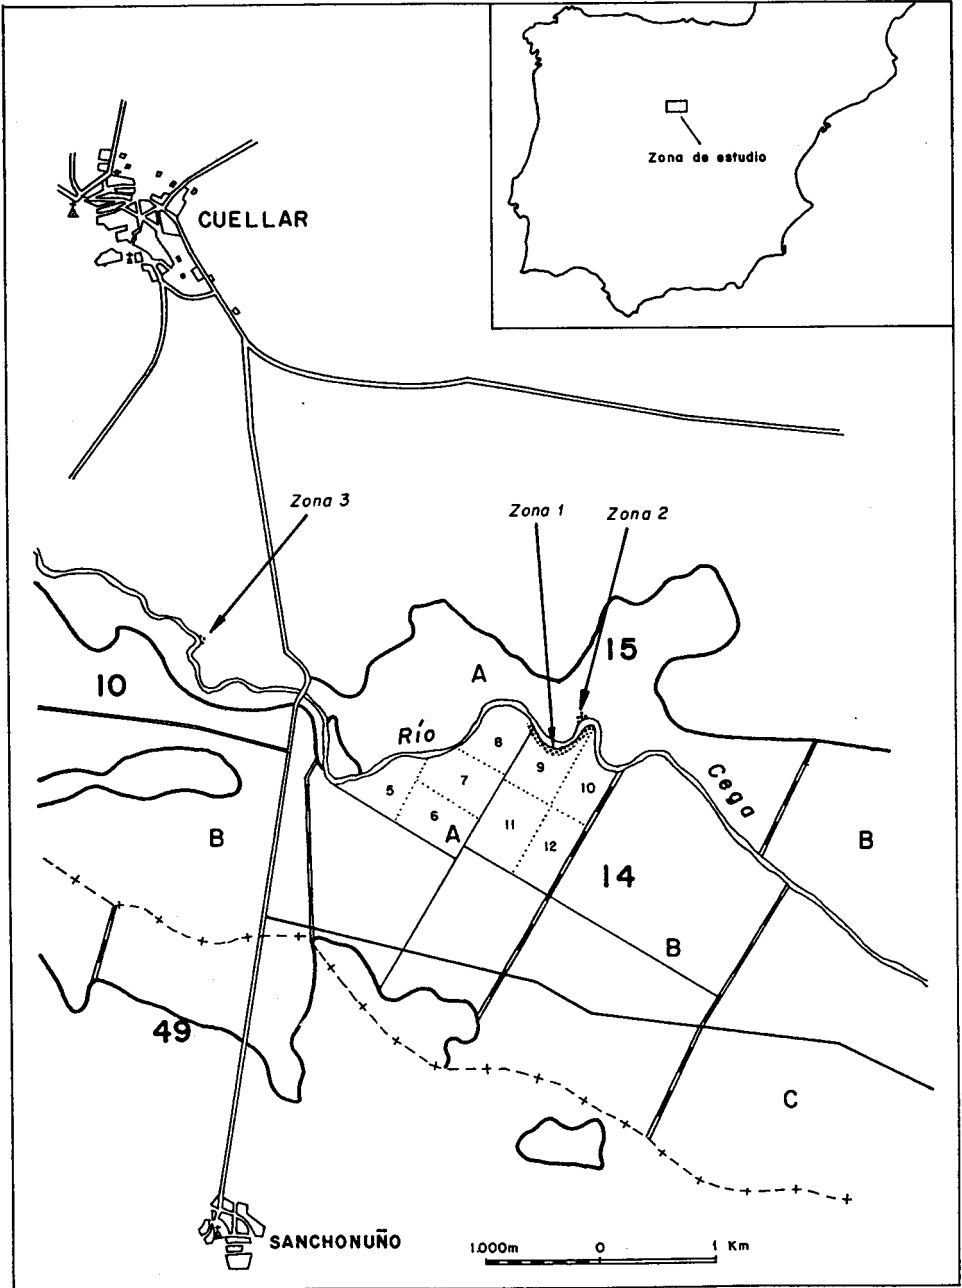 Zona de estudio
CUELLAR
Zona 3
Zona 1
Zona 2
15
A
10
Río
8
9
Cega
7
10
5
6
A
11
B
B
12
14
B
49
C
SANCHONUÑO
1.000m 0 1 Km